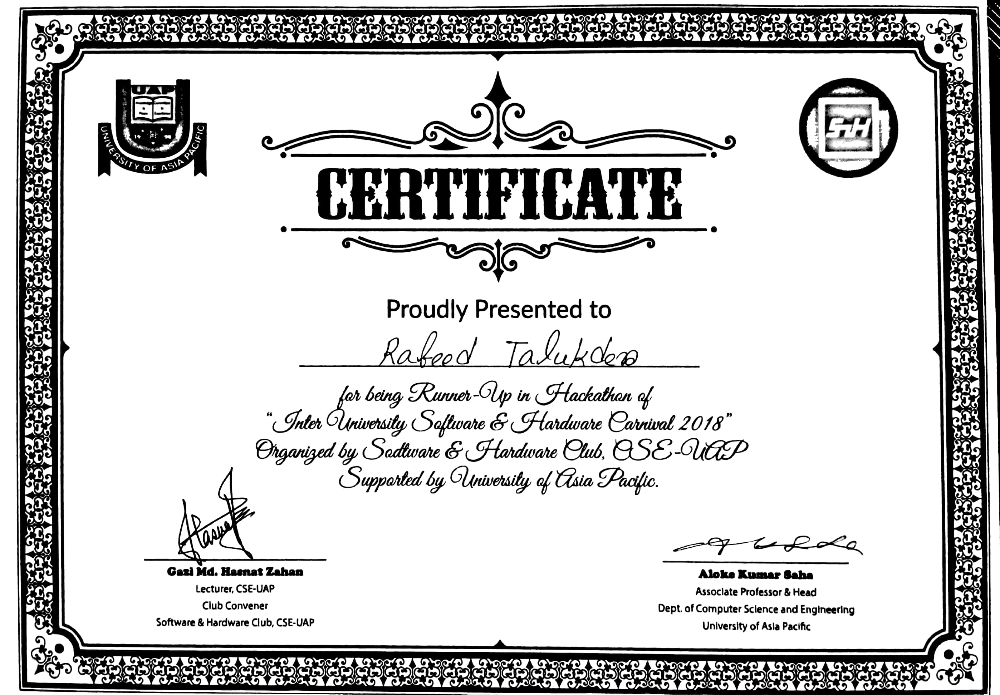 UAP
19 96
UNIVERSITY OF ASIA PACIFIC
SNH
CERTIFICATE
Proudly Presented to
Rafeed Talukder
for being Runner-Up in Hackathon of
“Inter University Software & Hardware Carnival 2018”
Organized by Sodtware & Hardware Club, CSE-UAP
Supported by University of Asia Pacific.
Gazi Md. Hasnat Zahan
Lecturer, CSE-UAP
Club Convener
Software & Hardware Club, CSE-UAP
Aloke Kumar Saha
Associate Professor & Head
Dept. of Computer Science and Engineering
University of Asia Pacific